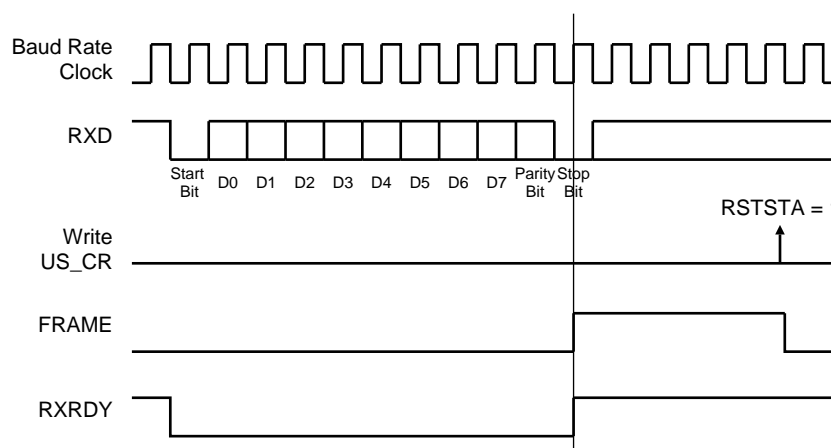 Baud Rate
Clock
RXD
Start
Bit
D0
D1
D2
D3
D4
D5
D6
D7
Parity
Bit
Stop
Bit
RSTSTA =
Write
US_CR
FRAME
RXRDY